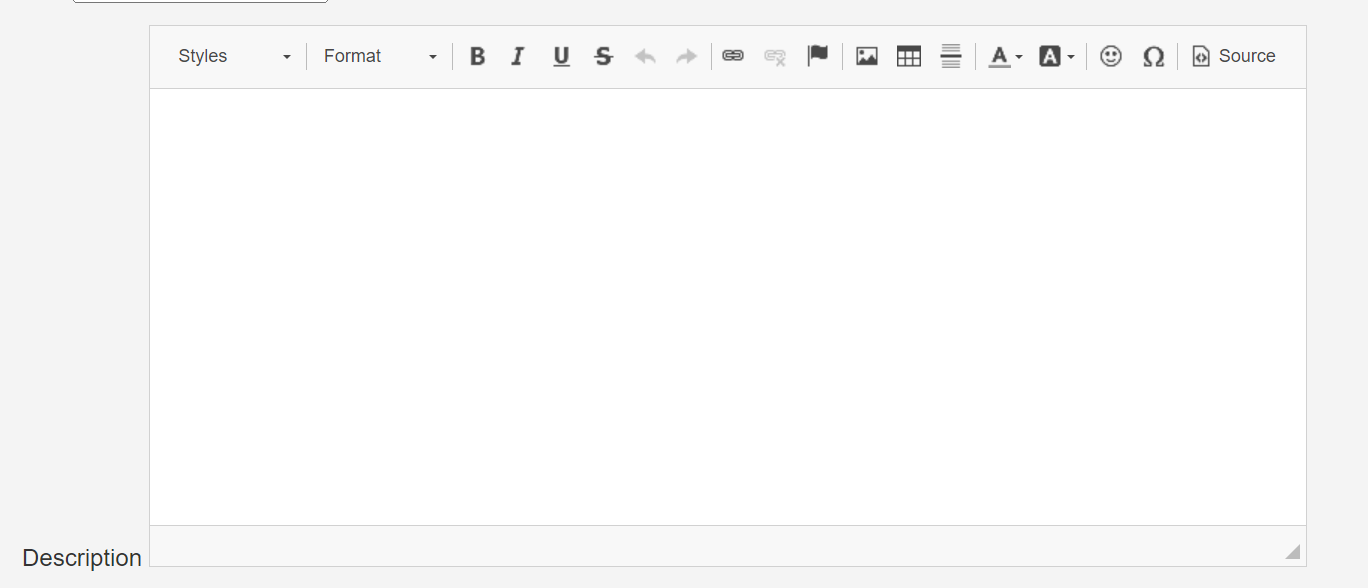 Styles Format B I U S A A Ω Source
Description